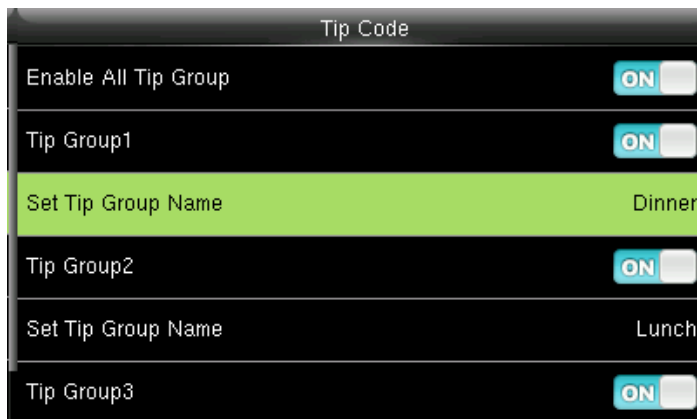 Tip Code
Enable All Tip Group ON
Tip Group1 ON
Set Tip Group Name Dinner
Tip Group2 ON
Set Tip Group Name Lunch
Tip Group3 ON